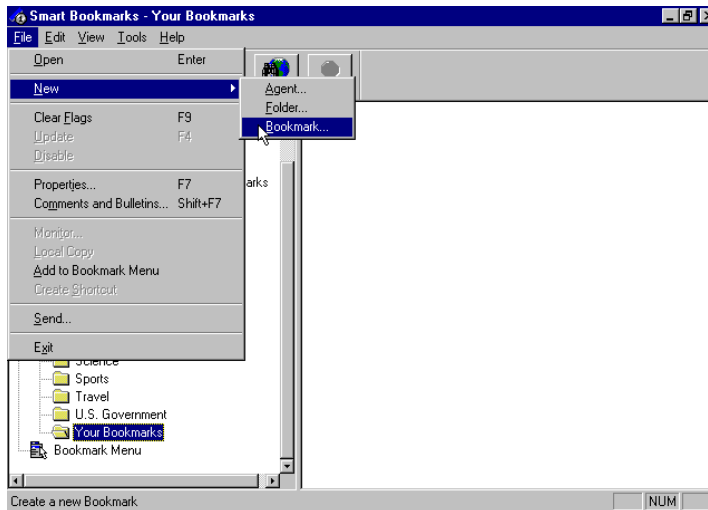 Smart Bookmarks - Your Bookmarks
File Edit View Tools Help
Open Enter
New
Agent...
Folder...
Bookmark...
Clear Flags F9
Update F4
Disable
Properties... F7
arks
Comments and Bulletins... Shift+F7
Monitor...
Local Copy
Add to Bookmark Menu
Create Shortcut
Send...
Exit
Science
Sports
Travel
U.S. Government
Your Bookmarks
Bookmark Menu
Create a new Bookmark NUM